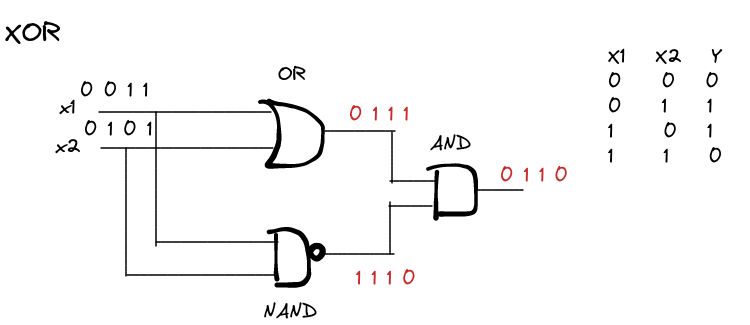 XOR
0 0 1 1
x1
0 1 0 1
x2
OR
0 1 1 1
AND
0 1 1 0
1 1 1 0
NAND
X1 X2 Y
0 0 0
0 1 1
1 0 1
1 1 0